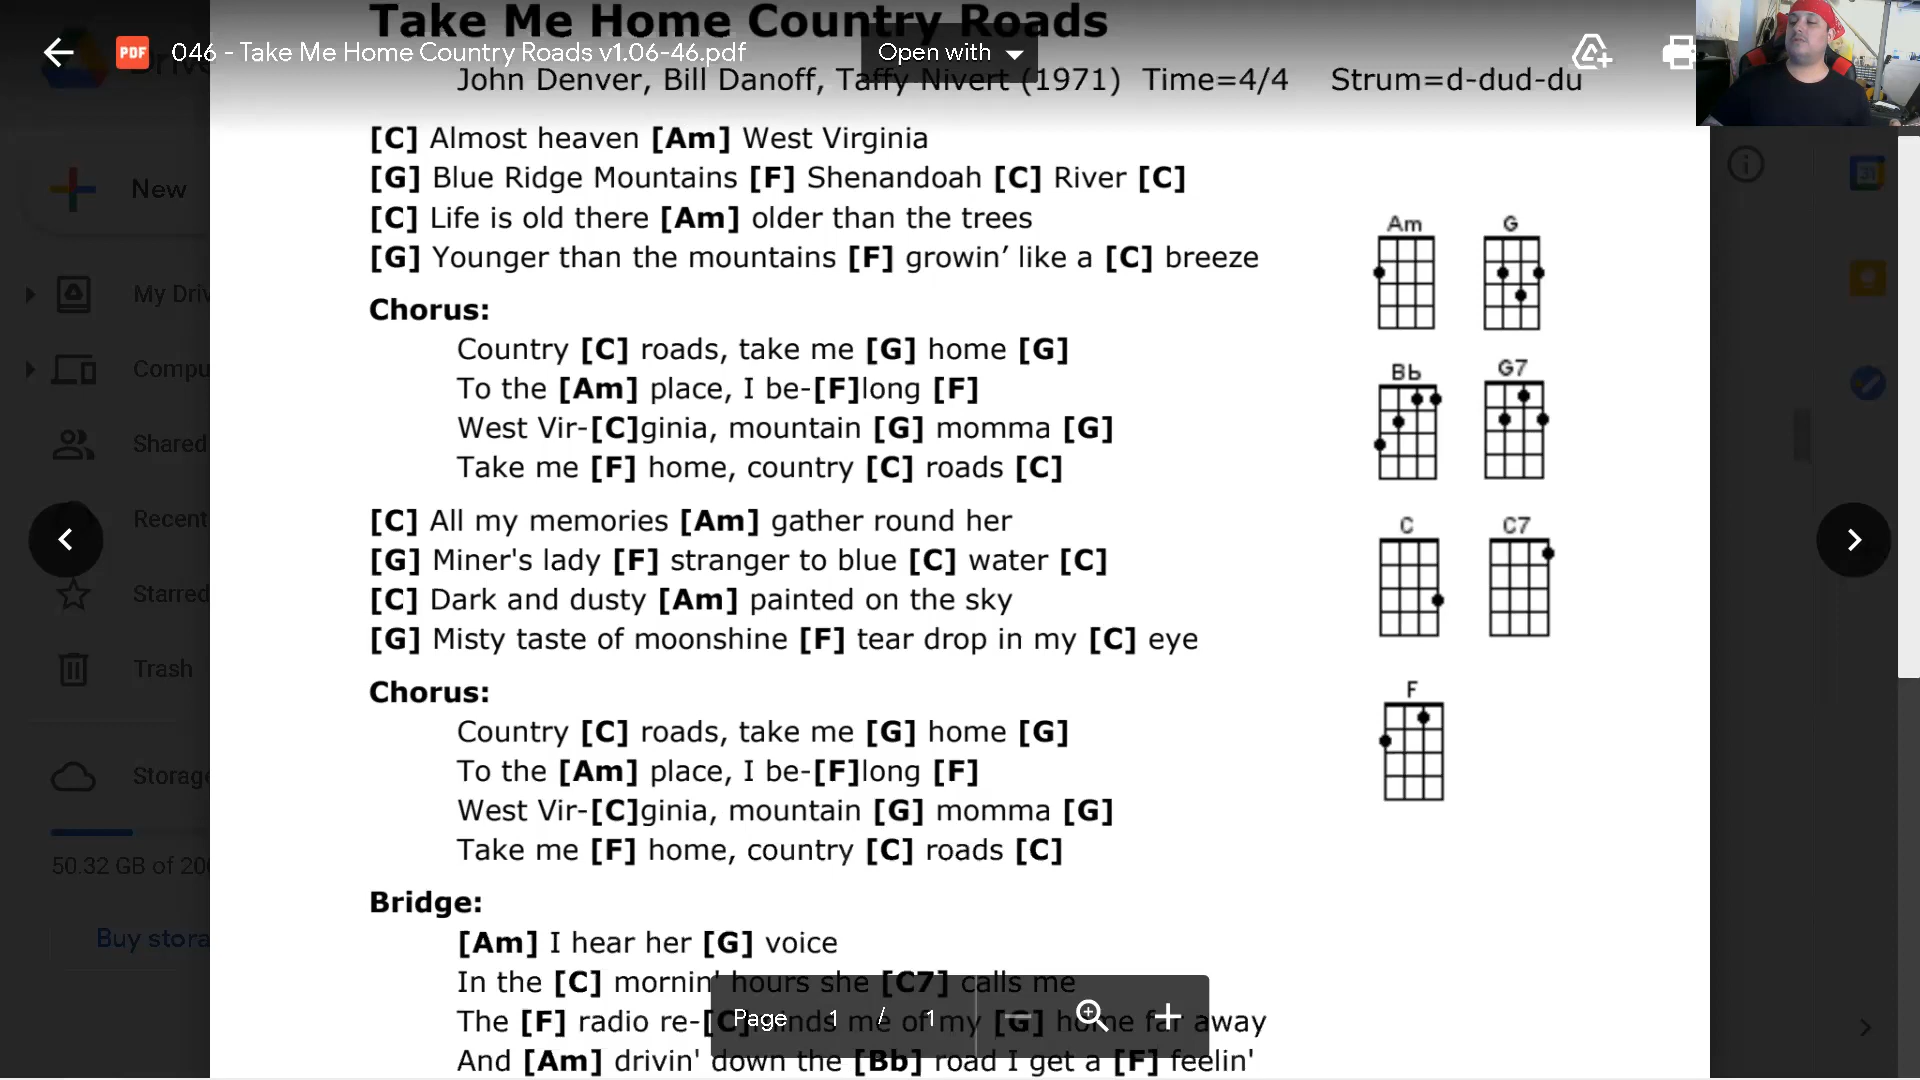 Take Me Home Country Roads
046 - Take Me Home Country Roads v1.06-46.pdf
Open with
John Denver, Bill Danoff, Taffy Nivert (1971) Time=4/4 Strum=d-dud-du
[C] Almost heaven [Am] West Virginia
[G] Blue Ridge Mountains [F] Shenandoah [C] River [C]
[C] Life is old there [Am] older than the trees
[G] Younger than the mountains [F] growin’ like a [C] breeze
Chorus:
Country [C] roads, take me [G] home [G]
To the [Am] place, I be-[F]long [F]
West Vir-[C]ginia, mountain [G] momma [G]
Take me [F] home, country [C] roads [C]
[C] All my memories [Am] gather round her
[G] Miner's lady [F] stranger to blue [C] water [C]
[C] Dark and dusty [Am] painted on the sky
[G] Misty taste of moonshine [F] tear drop in my [C] eye
Chorus:
Country [C] roads, take me [G] home [G]
To the [Am] place, I be-[F]long [F]
West Vir-[C]ginia, mountain [G] momma [G]
Take me [F] home, country [C] roads [C]
Bridge:
[Am] I hear her [G] voice
In the [C] mornin' hours she [C7] calls me
The [F] radio re-[C]minds me of my [G] home far away
And [Am] drivin' down the [Bb] road I get a [F] feelin'
Am G
Bb G7
C C7
F
New
My Driv
Compu
Shared
Recent
Starred
Trash
Storage
50.32 GB of 200
Buy stora
Page 1 / 1
PDF
31